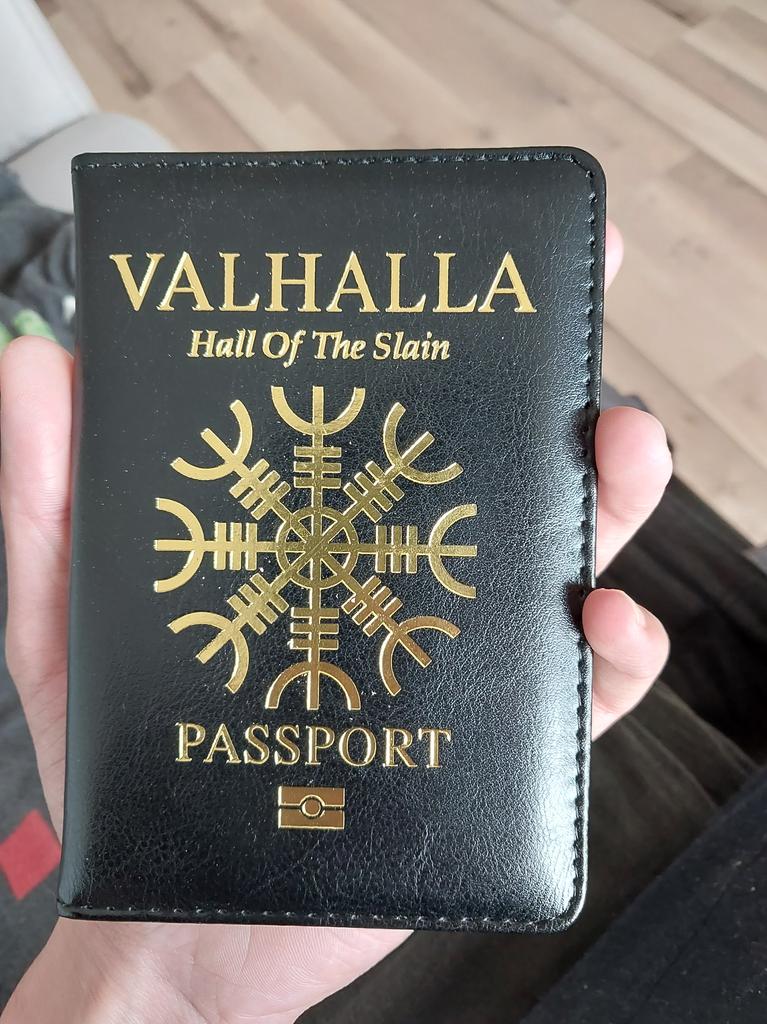 VALHALLA
Hall Of The Slain
PASSPORT